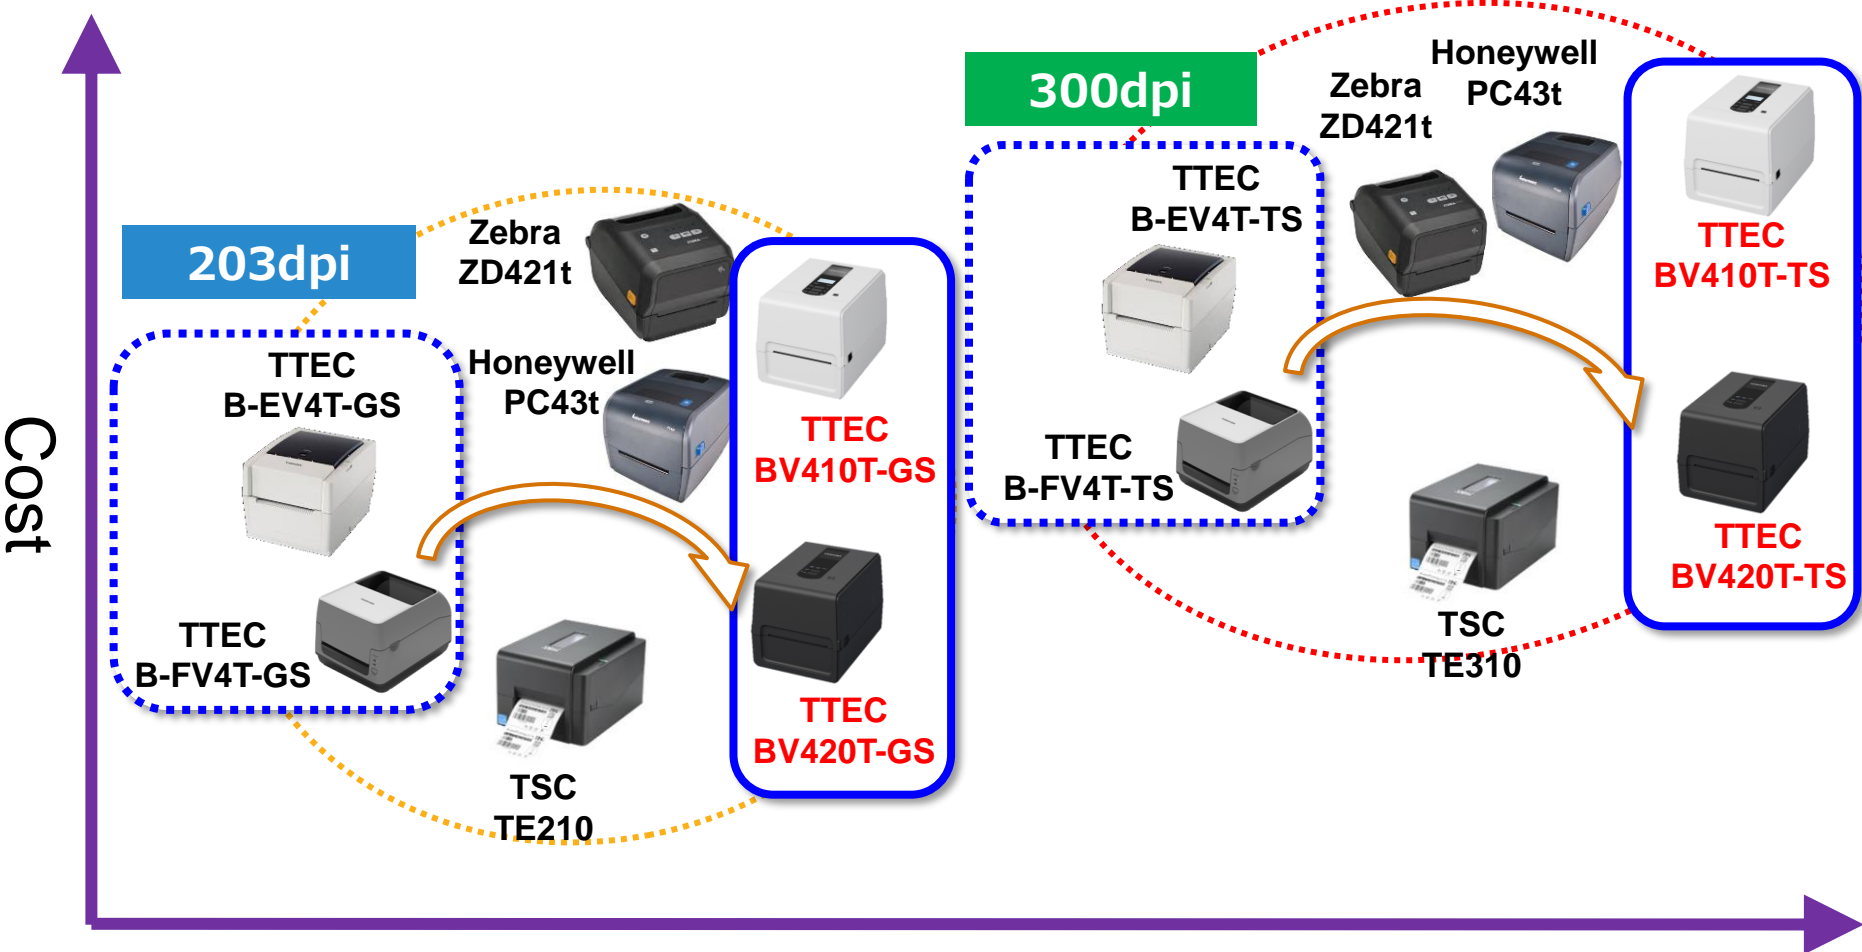 Cost
203dpi
TTEC
B-EV4T-GS
TTEC
B-FV4T-GS
Zebra
ZD421t
Honeywell
PC43t
TSC
TE210
TTEC
BV410T-GS
TTEC
BV420T-GS
300dpi
TTEC
B-EV4T-TS
TTEC
B-FV4T-TS
Zebra
ZD421t
Honeywell
PC43t
TSC
TE310
TTEC
BV410T-TS
TTEC
BV420T-TS